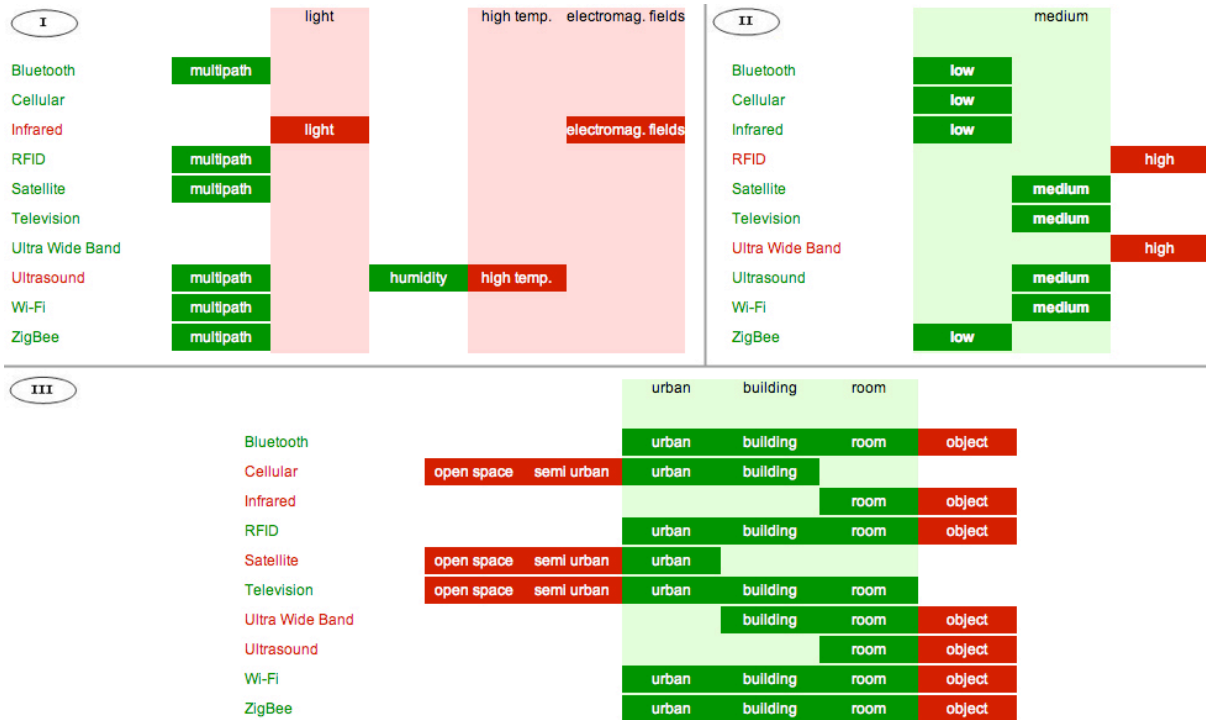 I light high temp. electromag. fields
Bluetooth multipath
Cellular
Infrared light electromag. fields
RFID multipath
Satellite multipath
Television
Ultra Wide Band
Ultrasound multipath humidity high temp.
Wi-Fi multipath
ZigBee multipath
II medium
Bluetooth low
Cellular low
Infrared low
RFID high
Satellite medium
Television medium
Ultra Wide Band high
Ultrasound medium
Wi-Fi medium
ZigBee low
III urban building room
Bluetooth urban building room object
Cellular open space semi urban urban building
Infrared room object
RFID urban building room object
Satellite open space semi urban urban
Television open space semi urban urban building room
Ultra Wide Band building room object
Ultrasound room object
Wi-Fi urban building room object
ZigBee urban building room object